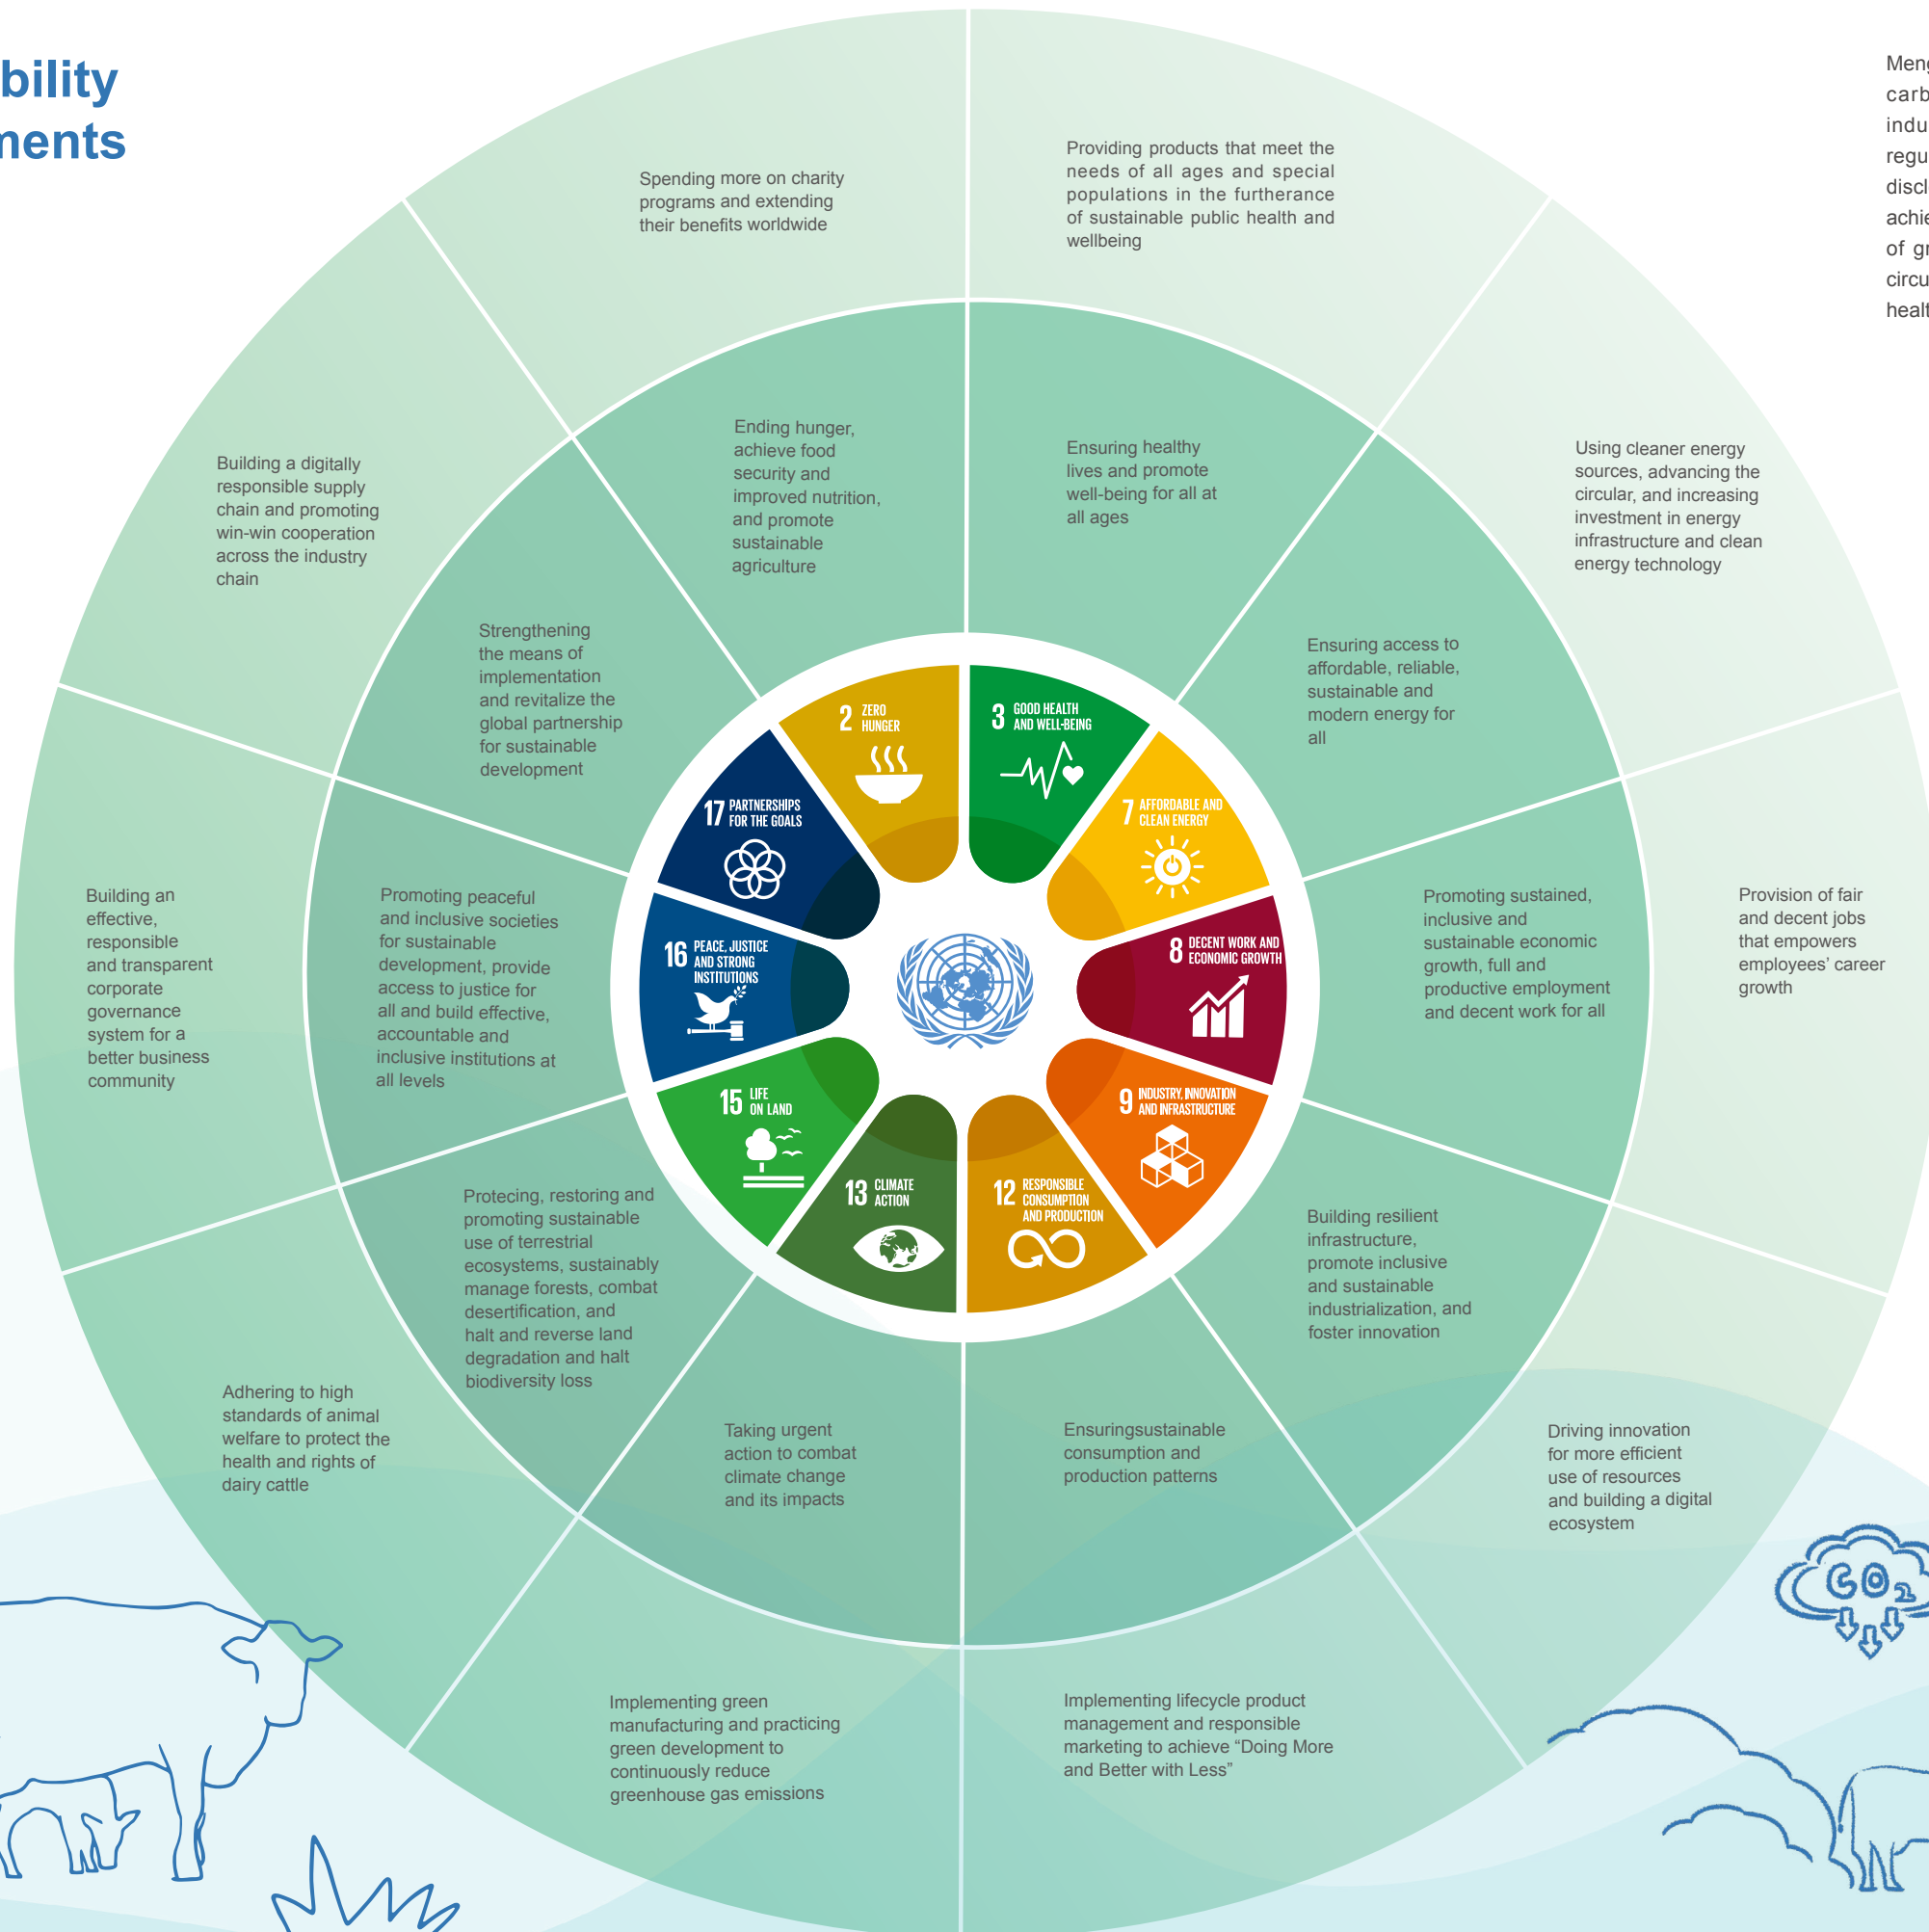 bility
ments
Meng
carb
indu
regu
discl
achie
of gr
circu
healt
Spending more on charity
programs and extending
their benefits worldwide
Providing products that meet the
needs of all ages and special
populations in the furtherance
of sustainable public health and
wellbeing
Using cleaner energy
sources, advancing the
circular, and increasing
investment in energy
infrastructure and clean
energy technology
Provision of fair
and decent jobs
that empowers
employees’ career
growth
Driving innovation
for more efficient
use of resources
and building a digital
ecosystem
Implementing lifecycle product
management and responsible
marketing to achieve “Doing More
and Better with Less”
Implementing green
manufacturing and practicing
green development to
continuously reduce
greenhouse gas emissions
Adhering to high
standards of animal
welfare to protect the
health and rights of
dairy cattle
Building an
effective,
responsible
and transparent
corporate
governance
system for a
better business
community
Building a digitally
responsible supply
chain and promoting
win-win cooperation
across the industry
chain
Ending hunger,
achieve food
security and
improved nutrition,
and promote
sustainable
agriculture
Ensuring healthy
lives and promote
well-being for all at
all ages
Ensuring access to
affordable, reliable,
sustainable and
modern energy for
all
Promoting sustained,
inclusive and
sustainable economic
growth, full and
productive employment
and decent work for all
Building resilient
infrastructure,
promote inclusive
and sustainable
industrialization, and
foster innovation
Ensuringsustainable
consumption and
production patterns
Taking urgent
action to combat
climate change
and its impacts
Protecing, restoring and
promoting sustainable
use of terrestrial
ecosystems, sustainably
manage forests, combat
desertification, and
halt and reverse land
degradation and halt
biodiversity loss
Promoting peaceful
and inclusive societies
for sustainable
development, provide
access to justice for
all and build effective,
accountable and
inclusive institutions at
all levels
Strengthening
the means of
implementation
and revitalize the
global partnership
for sustainable
development
2 ZERO
HUNGER
3 GOOD HEALTH
AND WELL-BEING
7 AFFORDABLE AND
CLEAN ENERGY
8 DECENT WORK AND
ECONOMIC GROWTH
9 INDUSTRY, INNOVATION
AND INFRASTRUCTURE
12 RESPONSIBLE
CONSUMPTION
AND PRODUCTION
13 CLIMATE
ACTION
15 LIFE
ON LAND
16 PEACE, JUSTICE
AND STRONG
INSTITUTIONS
17 PARTNERSHIPS
FOR THE GOALS
CO₂